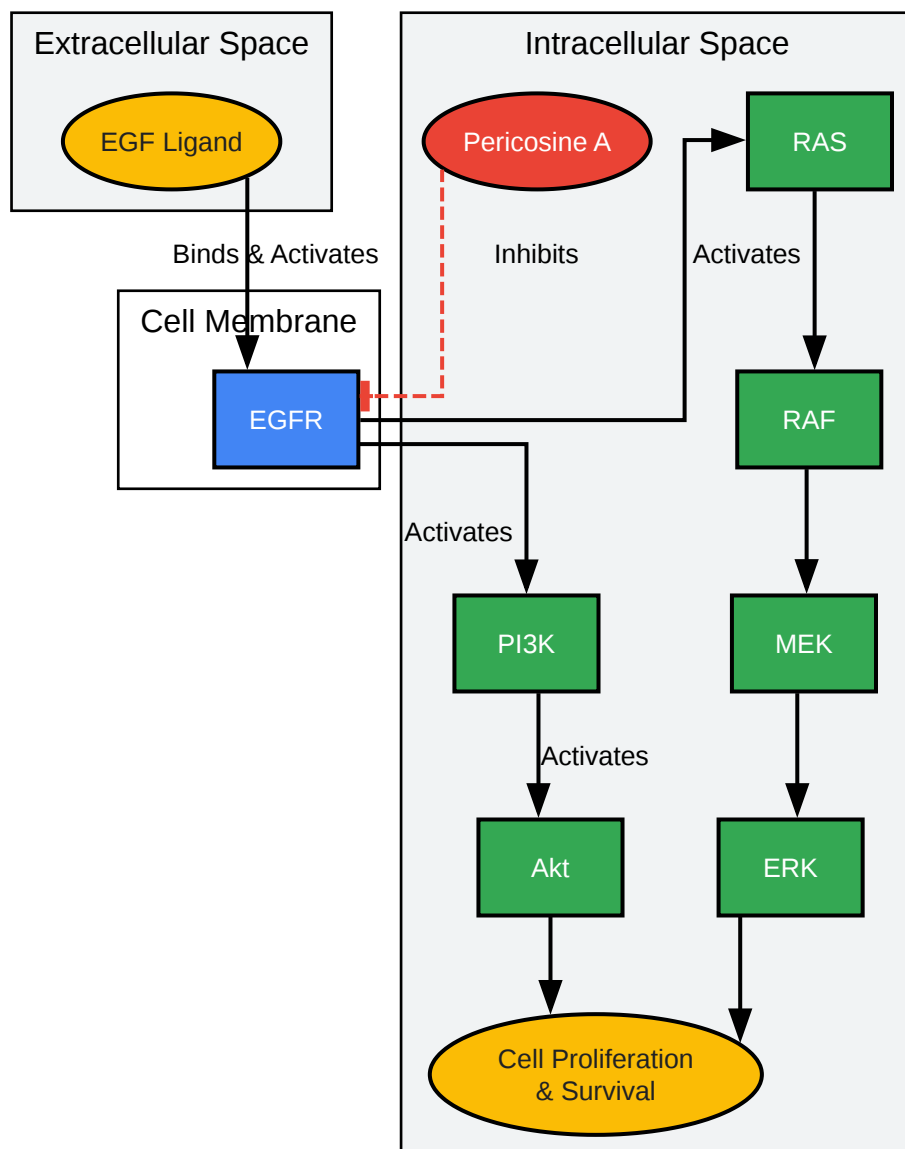 Extracellular Space
Intracellular Space
EGF Ligand
Pericosine A
RAS
Binds & Activates
Inhibits
Activates
Cell Membrane
EGFR
RAF
Activates
PI3K
MEK
Activates
Akt
ERK
Cell Proliferation
& Survival